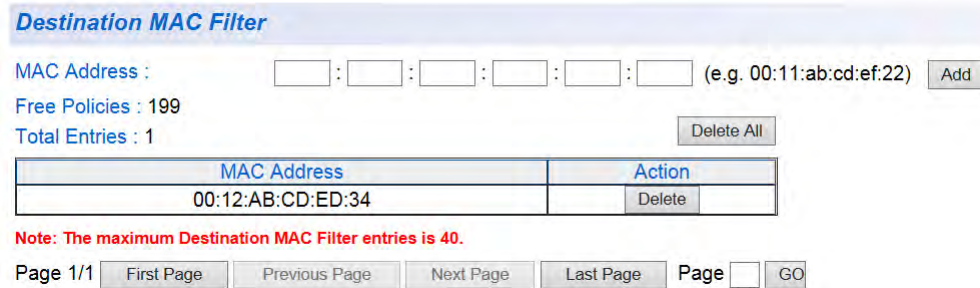 Destination MAC Filter
MAC Address : : : : : : (e.g. 00:11:ab:cd:ef:22) Add
Free Policies : 199
Total Entries : 1 Delete All
MAC Address Action
00:12:AB:CD:ED:34 Delete
Note: The maximum Destination MAC Filter entries is 40.
Page 1/1 First Page Previous Page Next Page Last Page Page GO